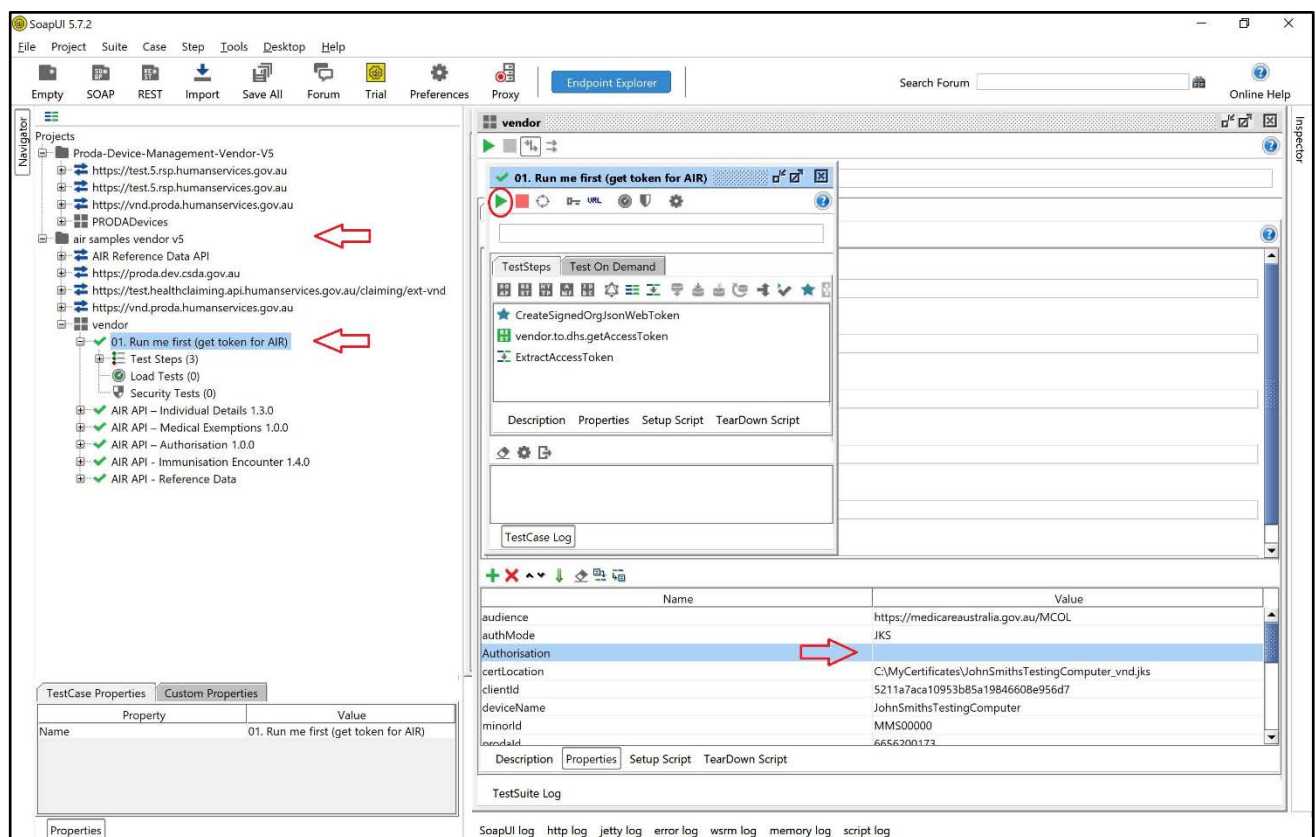 SoapUI 5.7.2
File Project Suite Case Step Tools Desktop Help
Empty SOAP REST Import Save All Forum Trial Preferences Proxy Endpoint Explorer Search Forum Online Help
Navigator
Projects
Proda-Device-Management-Vendor-V5
https://test.5.rsp.humanservices.gov.au
https://test.5.rsp.humanservices.gov.au
https://vnd.proda.humanservices.gov.au
PRODADevices
air samples vendor v5
AIR Reference Data API
https://proda.dev.csda.gov.au
https://test.healthclaiming.api.humanservices.gov.au/claiming/ext-vnd
https://vnd.proda.humanservices.gov.au
vendor
01. Run me first (get token for AIR)
Test Steps (3)
Load Tests (0)
Security Tests (0)
AIR API – Individual Details 1.3.0
AIR API – Medical Exemptions 1.0.0
AIR API – Authorisation 1.0.0
AIR API - Immunisation Encounter 1.4.0
AIR API - Reference Data
TestCase Properties Custom Properties
Property Value
Name 01. Run me first (get token for AIR)
Properties
vendor
01. Run me first (get token for AIR)
URL
TestSteps Test On Demand
CreateSignedOrgJsonWebToken
vendor.to.dhs.getAccessToken
ExtractAccessToken
Description Properties Setup Script TearDown Script
TestCase Log
Name Value
audience https://medicareaustralia.gov.au/MCOL
authMode JKS
Authorisation
certLocation C:\MyCertificates\JohnSmithsTestingComputer_vnd.jks
clientId 5211a7aca10953b85a19846608e956d7
deviceName JohnSmithsTestingComputer
minorId MMS00000
prodaId 6656200173
Description Properties Setup Script TearDown Script
TestSuite Log
SoapUI log http log jetty log error log wsrm log memory log script log
Inspector